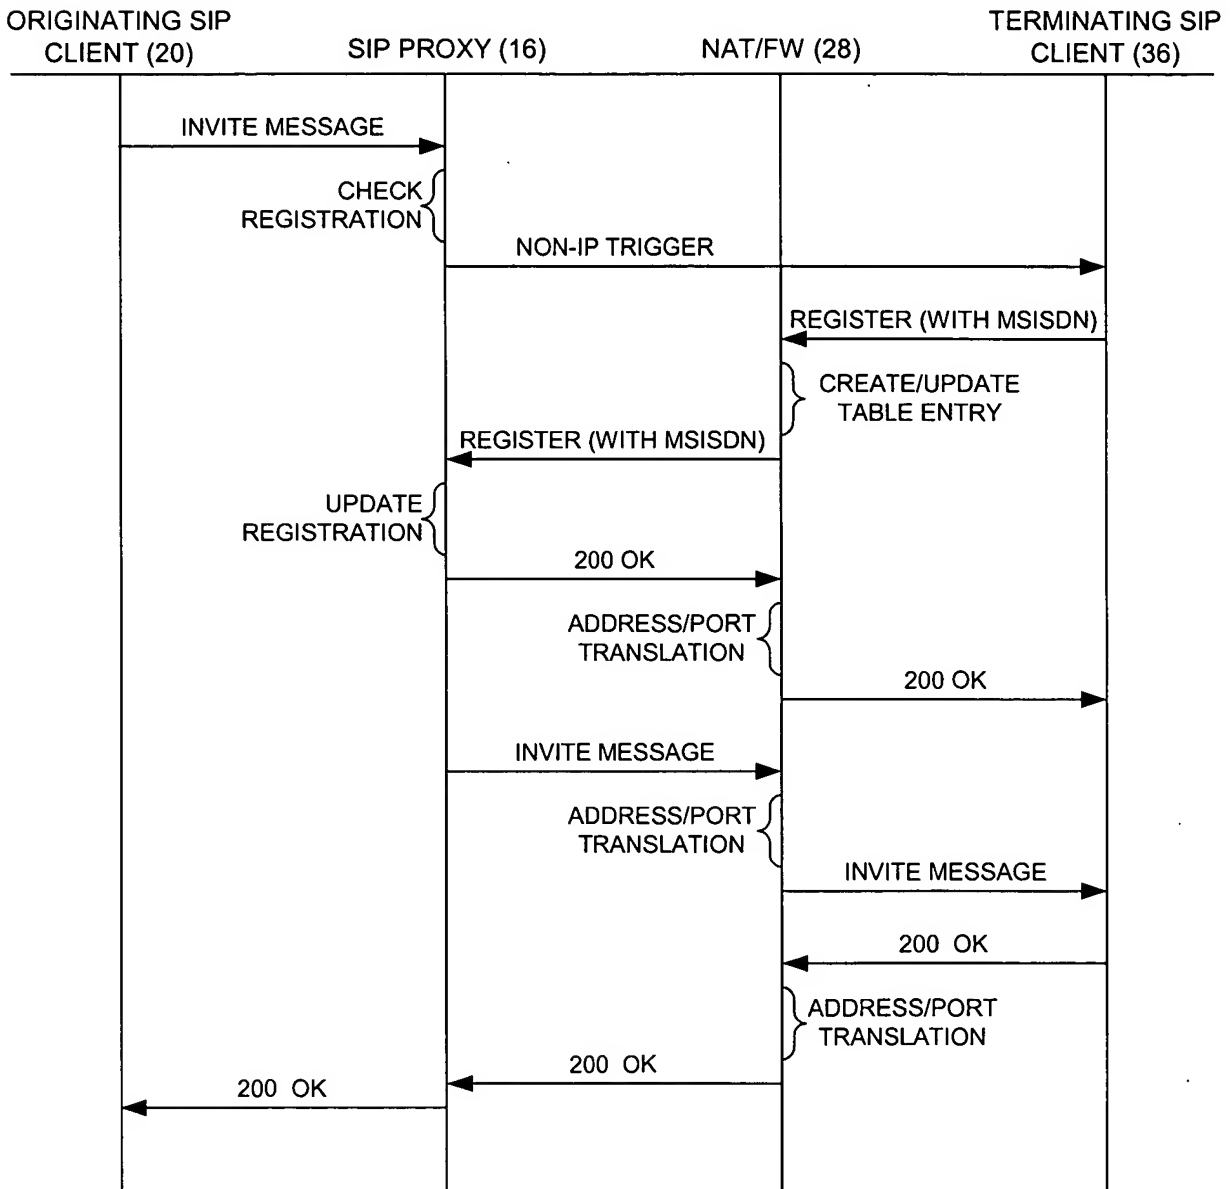 ORIGINATING SIP
CLIENT (20)
SIP PROXY (16)
NAT/FW (28)
TERMINATING SIP
CLIENT (36)
INVITE MESSAGE
CHECK
REGISTRATION
NON-IP TRIGGER
REGISTER (WITH MSISDN)
CREATE/UPDATE
TABLE ENTRY
REGISTER (WITH MSISDN)
UPDATE
REGISTRATION
200 OK
ADDRESS/PORT
TRANSLATION
200 OK
INVITE MESSAGE
ADDRESS/PORT
TRANSLATION
INVITE MESSAGE
200 OK
ADDRESS/PORT
TRANSLATION
200 OK
200 OK